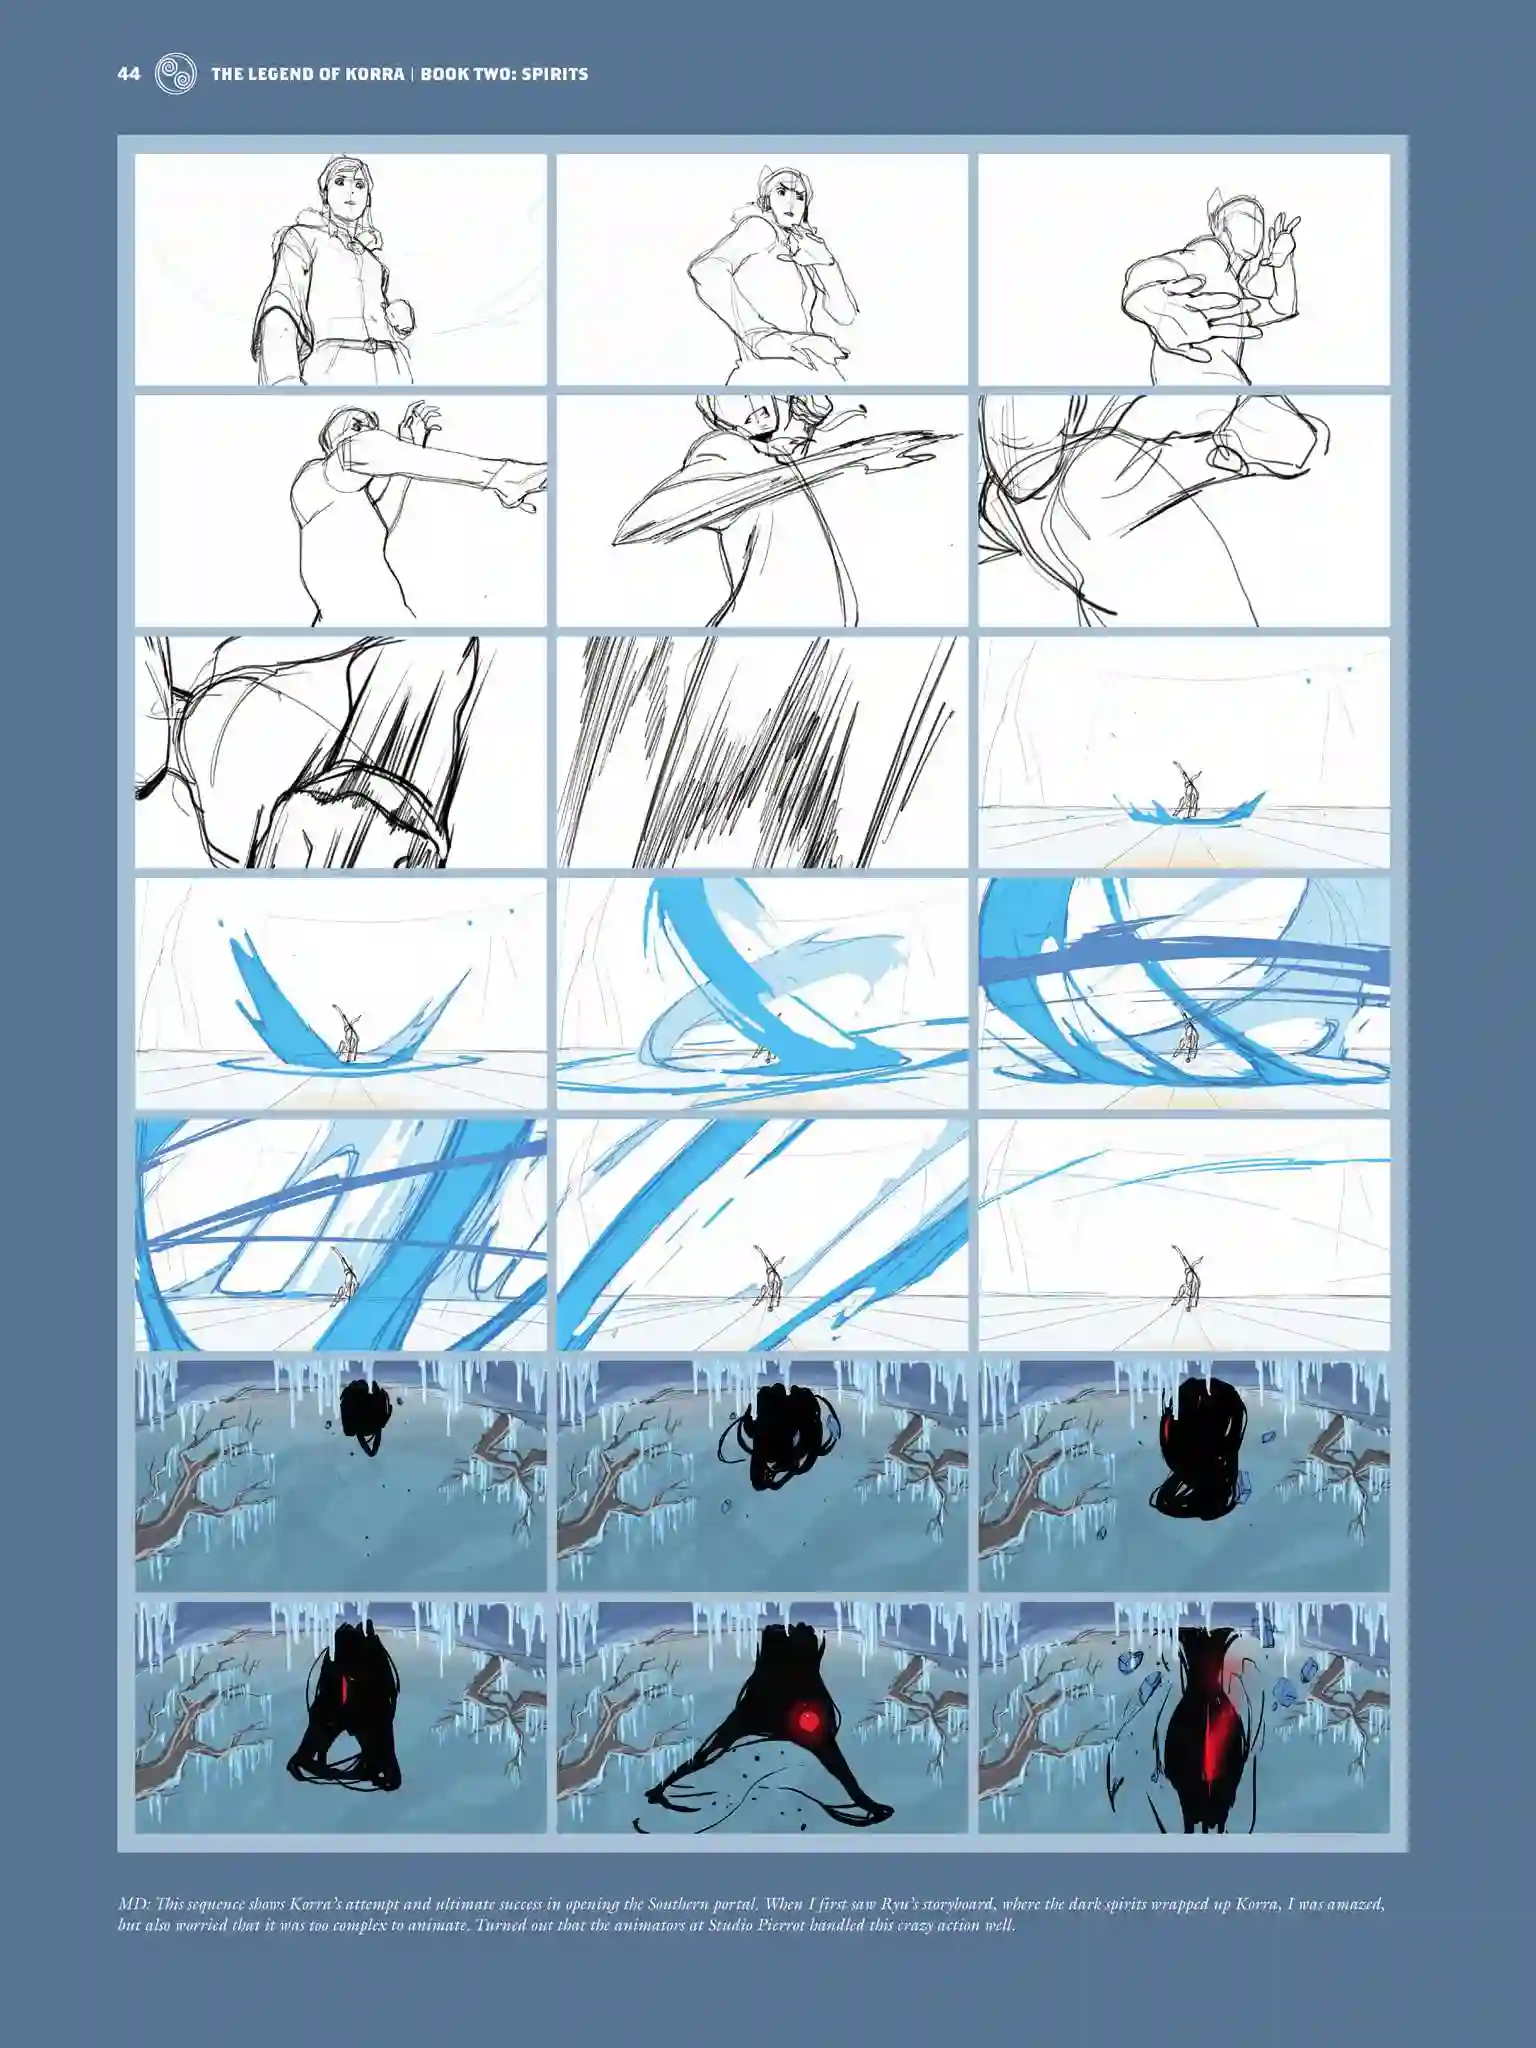 44 THE LEGEND OF KORRA | BOOK TWO: SPIRITS
MD: This sequence shows Korra's attempt and ultimate success in opening the Southern portal. When I first saw Ryu's storyboard, where the dark spirits wrapped up Korra, I was amazed,
but also worried that it was too complex to animate. Turned out that the animators at Studio Pierrot handled this crazy action well.